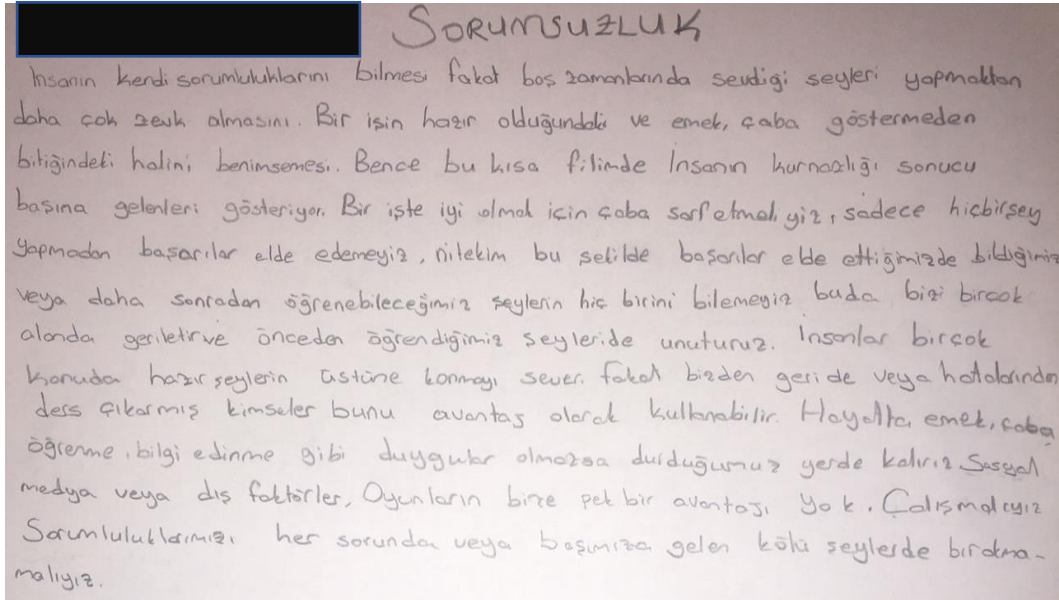 SORUMSUZLUK
İnsanın kendi sorumluluklarını bilmesi fakat boş zamanlarında sevdiği şeyleri yapmaktan
daha çok zevk almasını. Bir işin hazır olduğundaki ve emek, çaba göstermeden
bitiğindeki halini benimsemesi. Bence bu kısa filimde İnsanın kurnazlığı sonucu
başına gelenleri gösteriyor. Bir işte iyi olmak için çaba sarf etmeliyiz, sadece hiçbirşey
yapmadan başarılar elde edemeyiz, nitekim bu şekilde başarılar elde ettiğimizde bildiğimiz
veya daha sonradan öğrenebileceğimiz şeylerin hiç birini bilemeyiz buda bizi birçok
alanda geriletir ve önceden öğrendiğimiz şeyleride unuturuz. İnsanlar birçok
konuda hazır şeylerin üstüne konmayı sever. fakat bizden geride veya hatalarından
ders çıkarmış kimseler bunu avantaş olarak kullanabilir. Hayatta, emek, çaba
öğrenme, bilgi edinme gibi duygular olmazsa durduğumuz yerde kalırız Sosyal
medya veya dış faktörler, Oyunların bize pek bir avantajı yok. Çalışmalıyız
Sorumluluklarımızı her sorunda veya başımıza gelen kötü şeylerde bırakma-
malıyız.